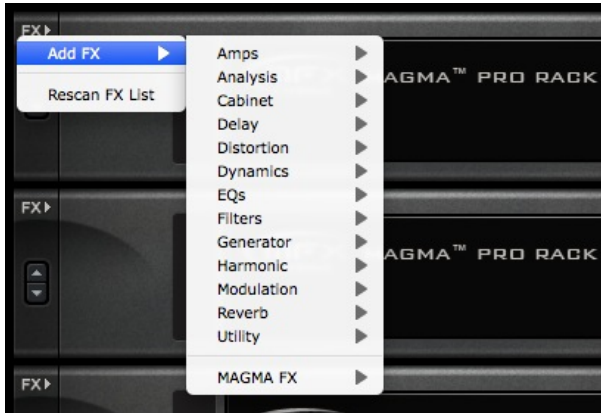 FX
Add FX
Rescan FX List
Amps
Analysis
Cabinet
Delay
Distortion
Dynamics
EQs
Filters
Generator
Harmonic
Modulation
Reverb
Utility
MAGMA FX
AGMA™ PRO RACK
FX
AGMA™ PRO RACK
FX